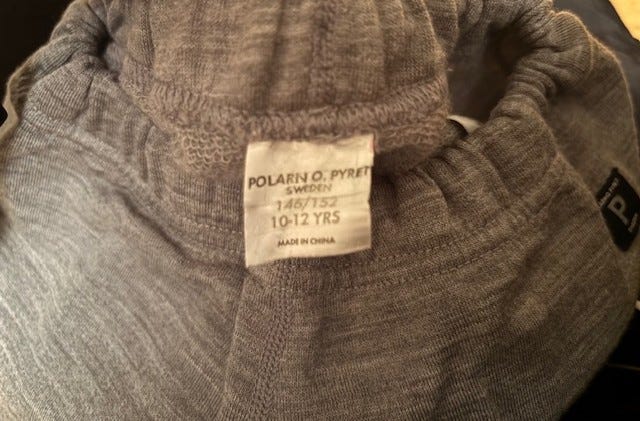 POLARN O. PYRET
SWEDEN
146/152
10-12 YRS
MADE IN CHINA
P